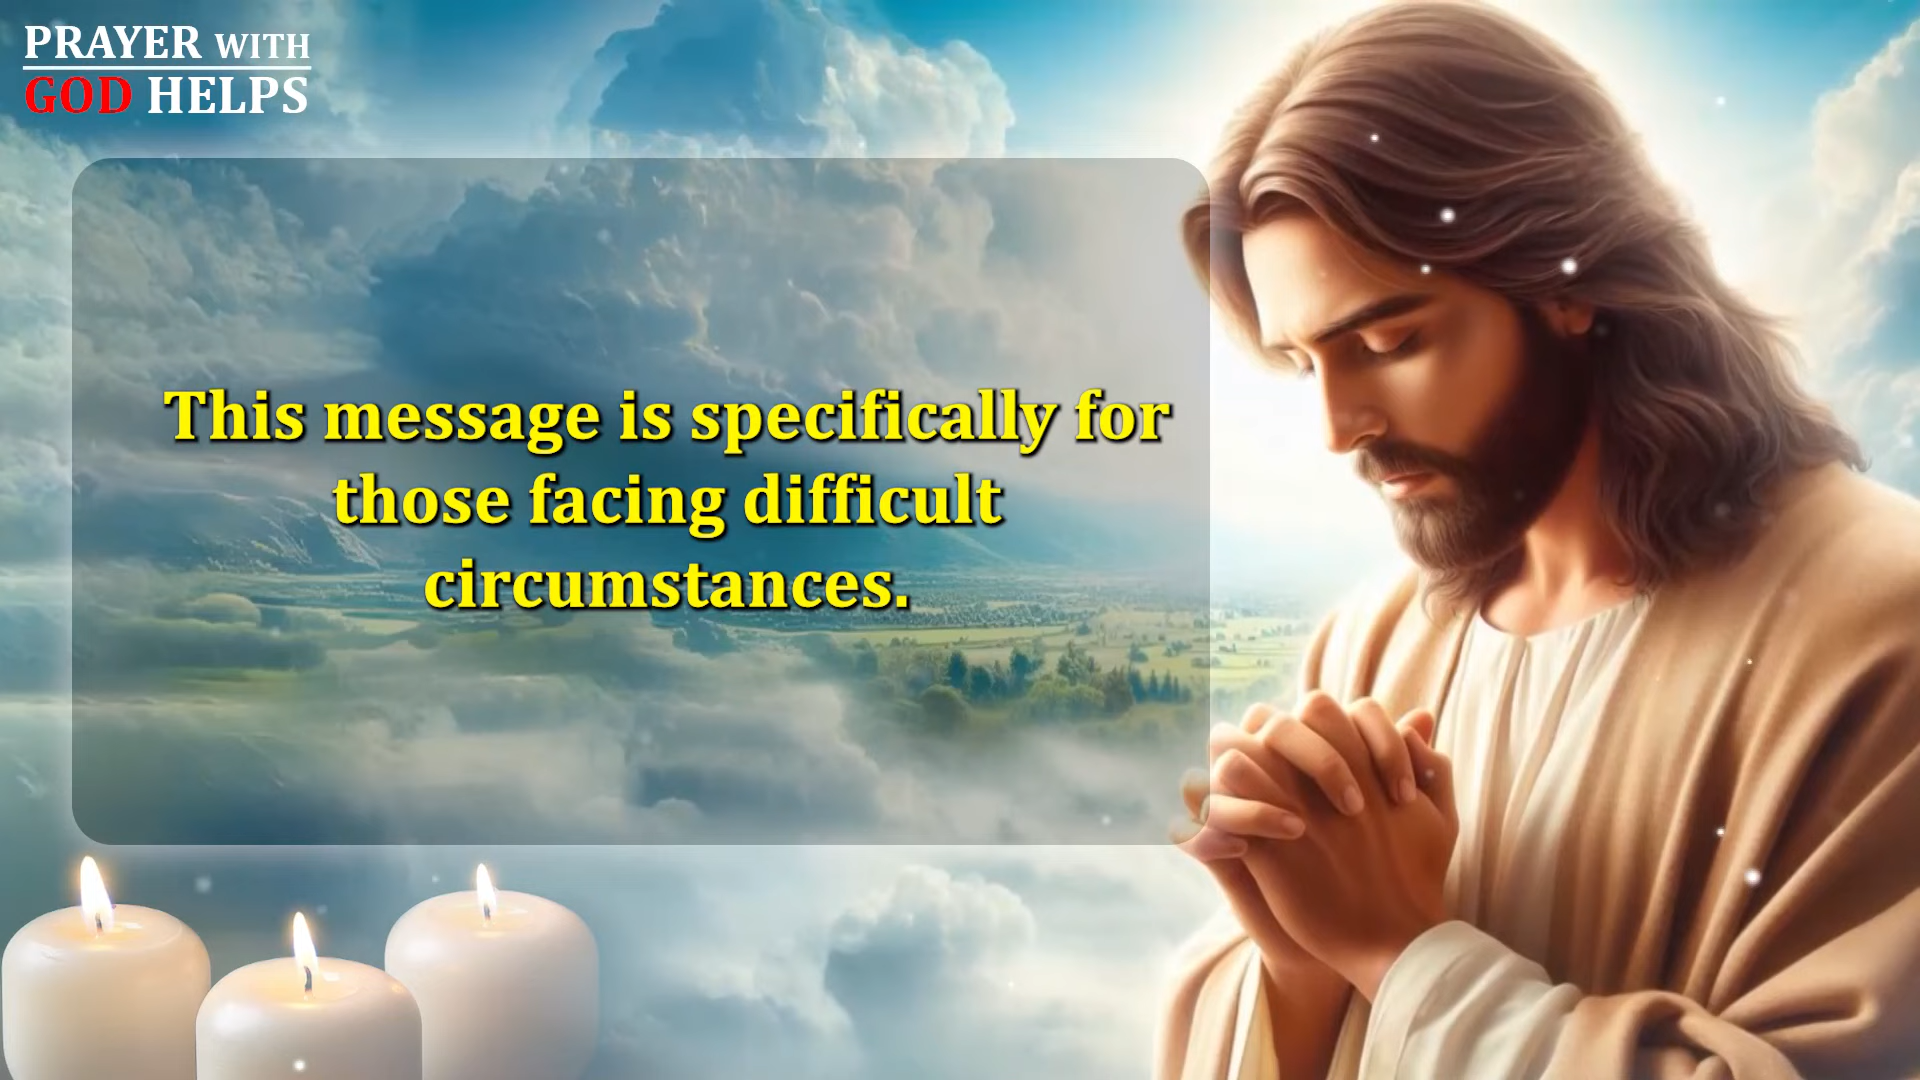 PRAYER WITH
GOD HELPS
This message is specifically for
those facing difficult
circumstances.